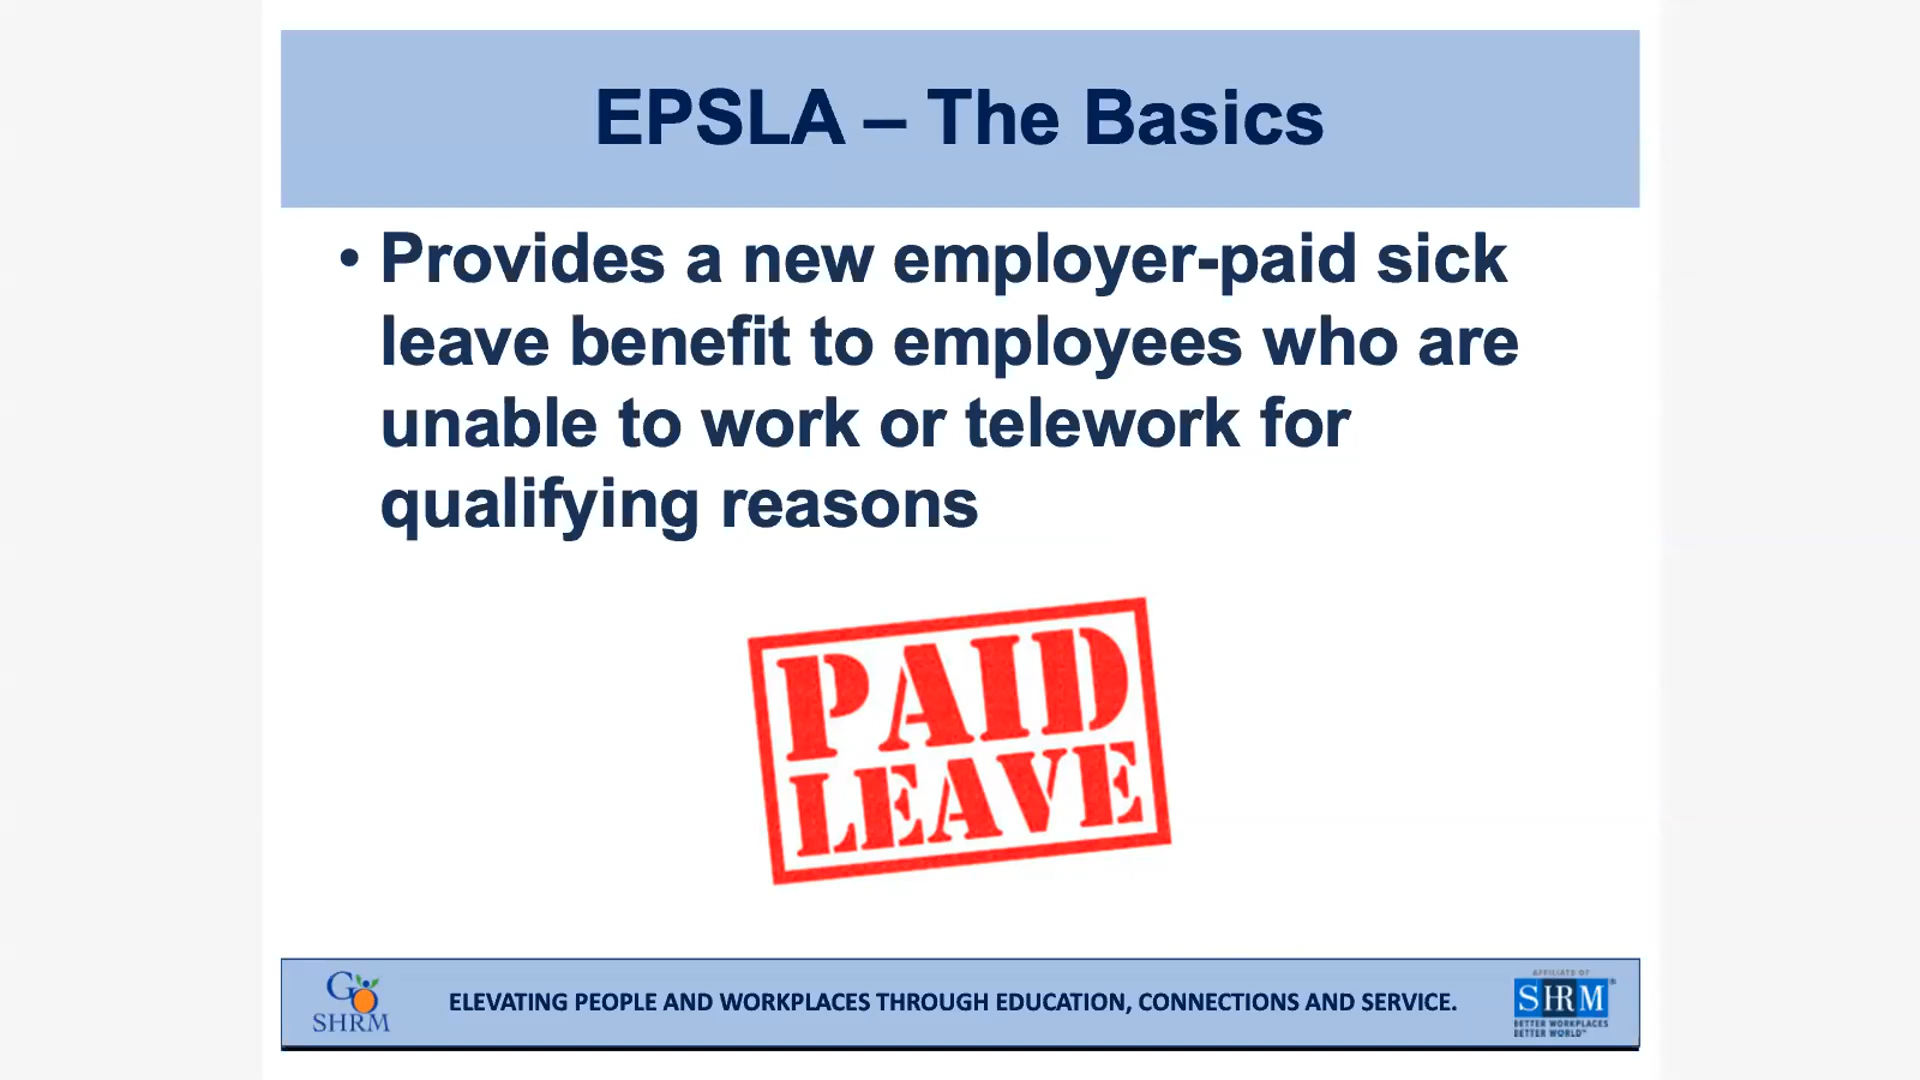 EPSLA – The Basics
• Provides a new employer-paid sick
leave benefit to employees who are
unable to work or telework for
qualifying reasons
PAID
LEAVE
GO
SHRM
ELEVATING PEOPLE AND WORKPLACES THROUGH EDUCATION, CONNECTIONS AND SERVICE.
AFFILIATE OF
SHRM®
BETTER WORKPLACES
BETTER WORLD™